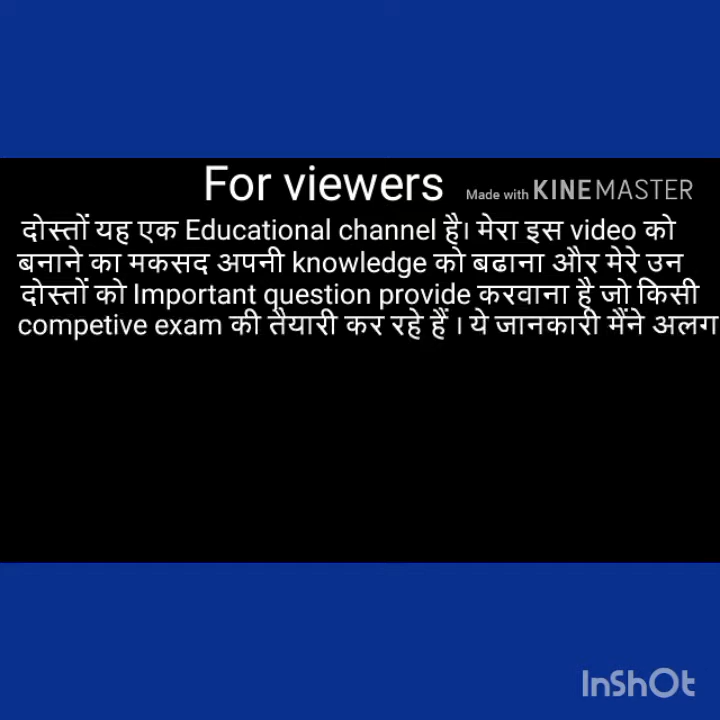 For viewers
Made with KINEMASTER
दोस्तों यह एक Educational channel है। मेरा इस video को
बनाने का मकसद अपनी knowledge को बढाना और मेरे उन
दोस्तों को Important question provide करवाना है जो किसी
competive exam की तैयारी कर रहे हैं । ये जानकारी मैंने अलग
InShOt